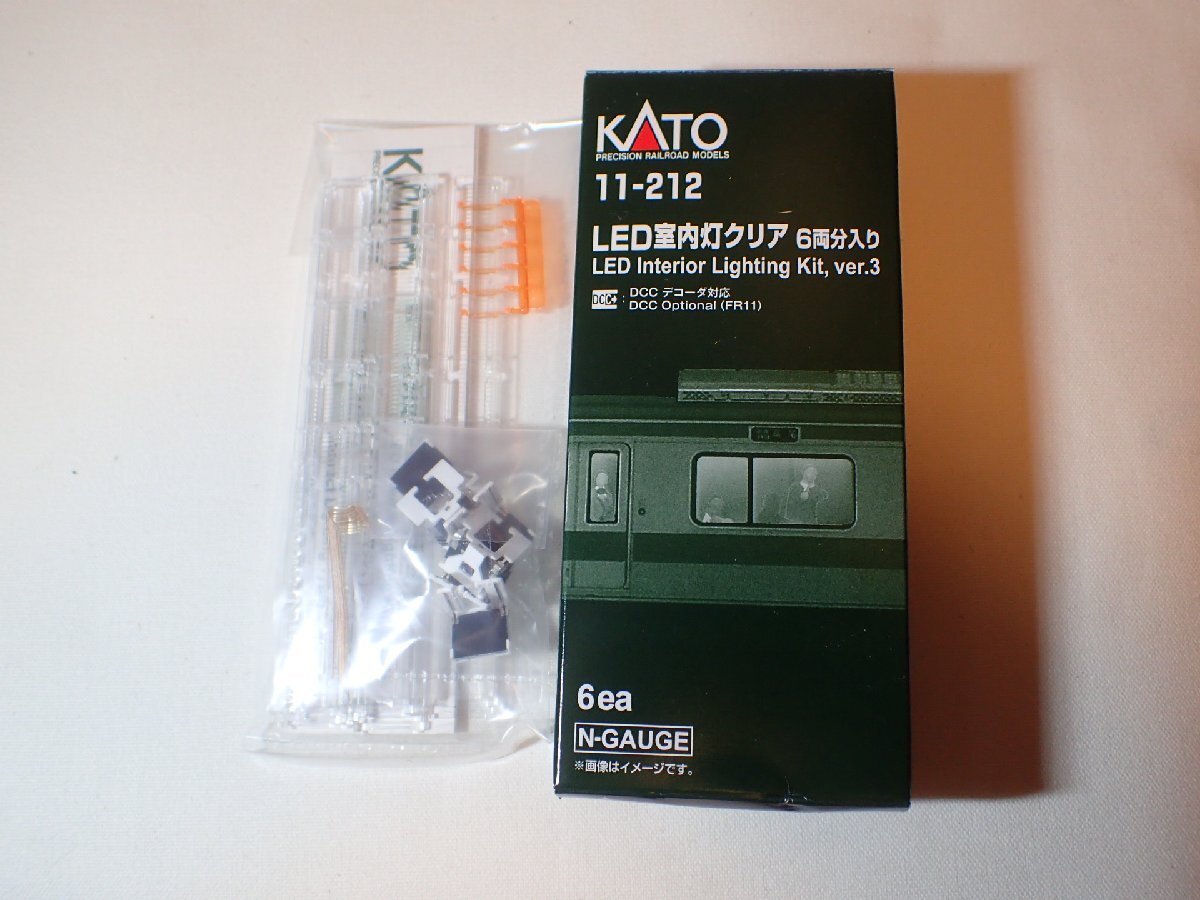 KATO
PRECISION RAILROAD MODELS
11-212
LED室内灯クリア 6両分入り
LED Interior Lighting Kit, ver.3
DCC : DCC デコーダ対応
DCC Optional (FR11)
6ea
N-GAUGE
※画像はイメージです。
KATO